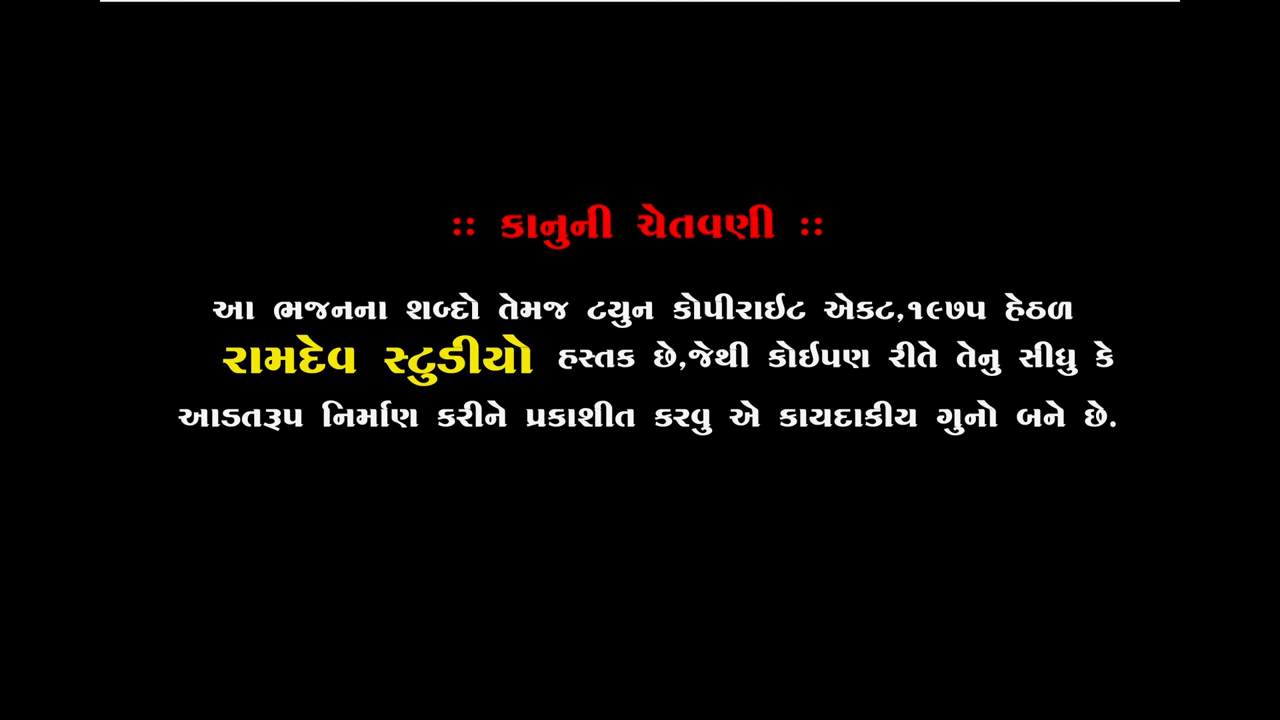 :: કાનુની ચેતવણી ::
આ ભજનના શબ્દો તેમજ ટયુન કોપીરાઈટ એકટ,૧૯૭૫ હેઠળ
રામદેવ સ્ટુડીયો હસ્તક છે,જેથી કોઈપણ રીતે તેનુ સીધુ કે
આડતરૂપ નિર્માણ કરીને પ્રકાશીત કરવુ એ કાયદાકીય ગુનો બને છે.